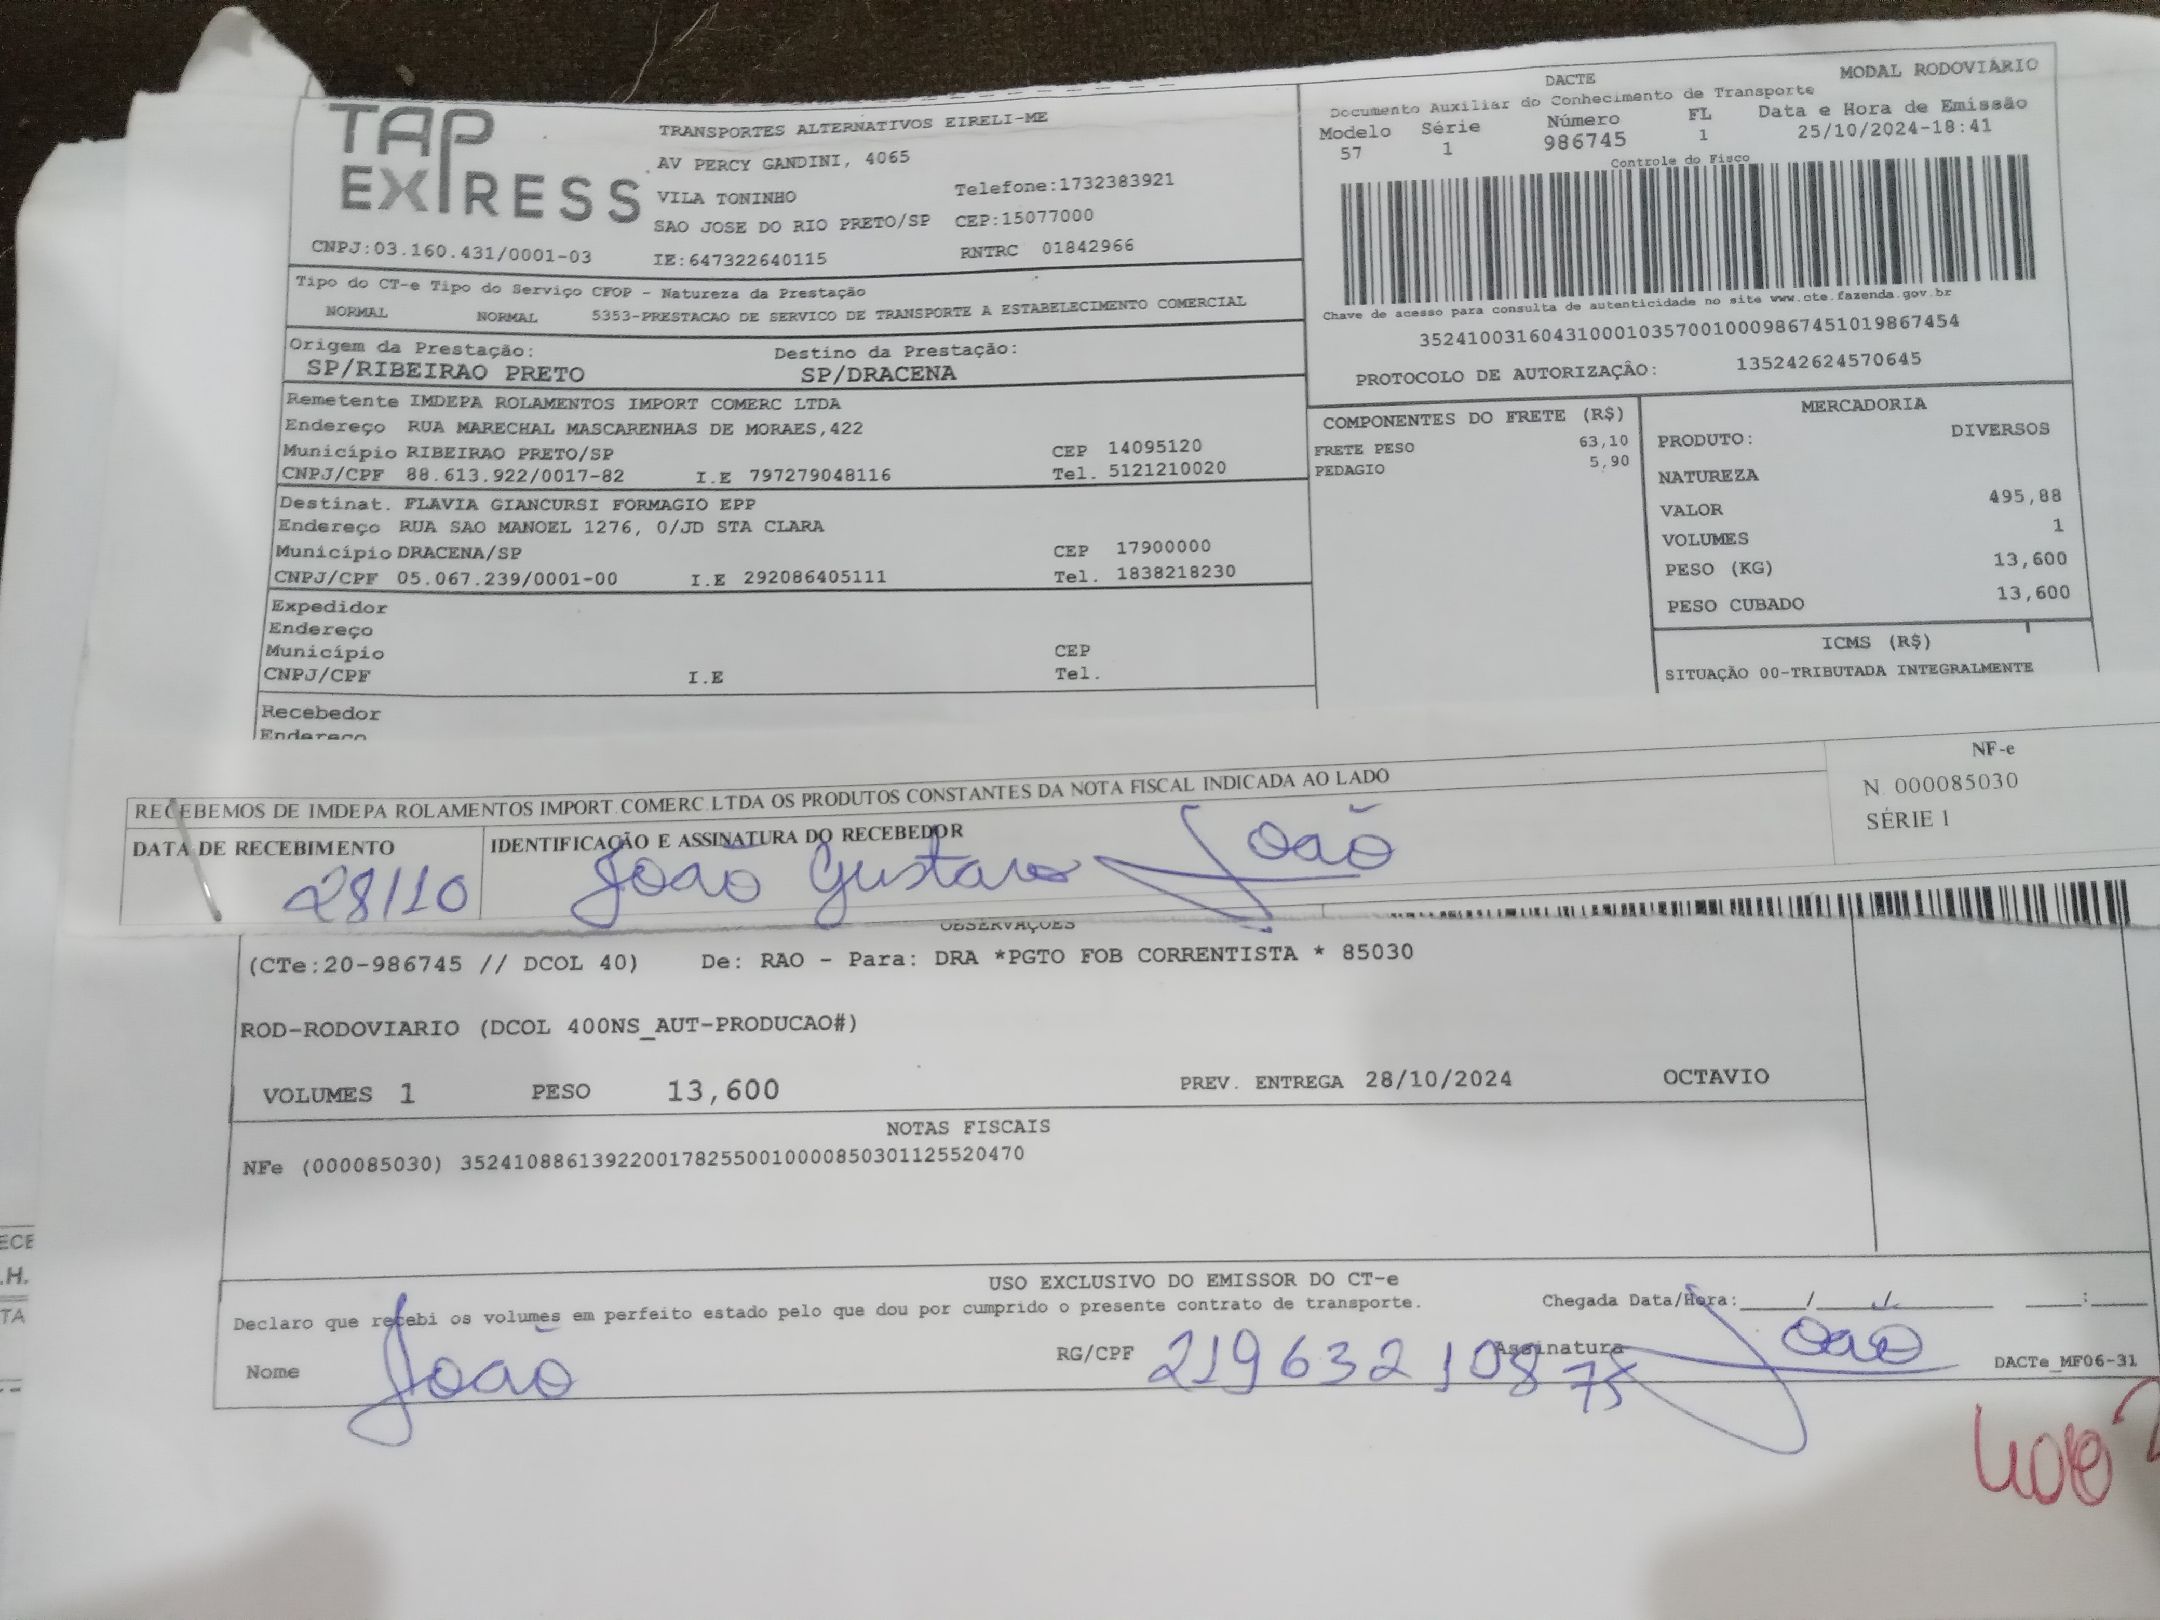 TAP EXPRESS
TRANSPORTES ALTERNATIVOS EIRELI-ME
AV PERCY GANDINI, 4065
VILA TONINHO Telefone:1732383921
SAO JOSE DO RIO PRETO/SP CEP:15077000
CNPJ:03.160.431/0001-03 IE:647322640115 RNTRC 01842966
DACTE MODAL RODOVIÁRIO
Documento Auxiliar do Conhecimento de Transporte
Modelo Série Número FL Data e Hora de Emissão
57 1 986745 1 25/10/2024-18:41
Controle do Fisco
Chave de acesso para consulta de autenticidade no site www.cte.fazenda.gov.br
35241003160431000103570010009867451019867454
PROTOCOLO DE AUTORIZAÇÃO: 135242624570645
Tipo do CT-e Tipo do Serviço CFOP - Natureza da Prestação
NORMAL NORMAL 5353-PRESTACAO DE SERVICO DE TRANSPORTE A ESTABELECIMENTO COMERCIAL
Origem da Prestação: Destino da Prestação:
SP/RIBEIRAO PRETO SP/DRACENA
Remetente IMDEPA ROLAMENTOS IMPORT COMERC LTDA
Endereço RUA MARECHAL MASCARENHAS DE MORAES,422
Município RIBEIRAO PRETO/SP CEP 14095120
CNPJ/CPF 88.613.922/0017-82 I.E 797279048116 Tel. 5121210020
Destinat. FLAVIA GIANCURSI FORMAGIO EPP
Endereço RUA SAO MANOEL 1276, 0/JD STA CLARA
Município DRACENA/SP CEP 17900000
CNPJ/CPF 05.067.239/0001-00 I.E 292086405111 Tel. 1838218230
Expedidor
Endereço
Município CEP
CNPJ/CPF I.E Tel.
Recebedor
Endereço
COMPONENTES DO FRETE (R$)
FRETE PESO 63,10
PEDAGIO 5,90
MERCADORIA
PRODUTO: DIVERSOS
NATUREZA
VALOR 495,88
VOLUMES 1
PESO (KG) 13,600
PESO CUBADO 13,600
ICMS (R$)
SITUAÇÃO 00-TRIBUTADA INTEGRALMENTE
RECEBEMOS DE IMDEPA ROLAMENTOS IMPORT.COMERC.LTDA OS PRODUTOS CONSTANTES DA NOTA FISCAL INDICADA AO LADO
NF-e
N. 000085030
SÉRIE 1
DATA DE RECEBIMENTO IDENTIFICAÇÃO E ASSINATURA DO RECEBEDOR
28/10 João Gustavo João
OBSERVAÇÕES
(CTe:20-986745 // DCOL 40) De: RAO - Para: DRA *PGTO FOB CORRENTISTA * 85030
ROD-RODOVIARIO (DCOL 400NS_AUT-PRODUCAO#)
VOLUMES 1 PESO 13,600 PREV. ENTREGA 28/10/2024 OCTAVIO
NOTAS FISCAIS
NFe (000085030) 35241088613922001782550010000850301125520470
USO EXCLUSIVO DO EMISSOR DO CT-e
Declaro que recebi os volumes em perfeito estado pelo que dou por cumprido o presente contrato de transporte. Chegada Data/Hora:
Nome João RG/CPF 21963210875 Assinatura João DACTe_MF06-31
ECE
.H.
TA